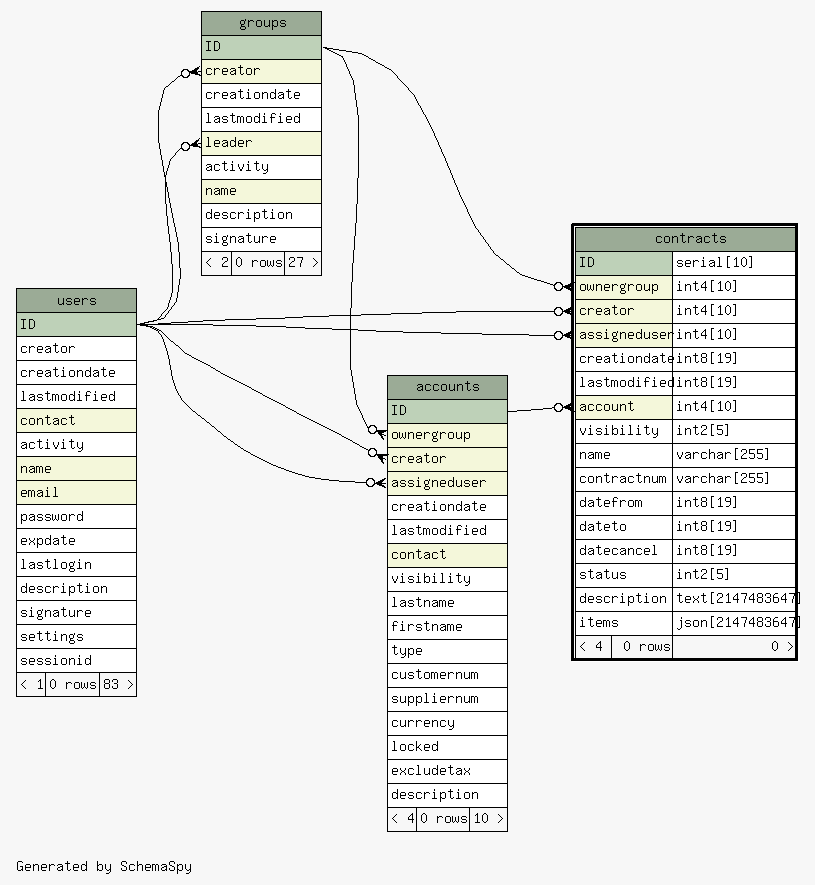 groups
ID
creator
creationdate
lastmodified
leader
activity
name
description
signature
< 2 0 rows 27 >
users
ID
creator
creationdate
lastmodified
contact
activity
name
email
password
expdate
lastlogin
description
signature
settings
sessionid
< 1 0 rows 83 >
accounts
ID
ownergroup
creator
assigneduser
creationdate
lastmodified
contact
visibility
lastname
firstname
type
customernum
suppliernum
currency
locked
excludetax
description
< 4 0 rows 10 >
contracts
ID serial[10]
ownergroup int4[10]
creator int4[10]
assigneduser int4[10]
creationdate int8[19]
lastmodified int8[19]
account int4[10]
visibility int2[5]
name varchar[255]
contractnum varchar[255]
datefrom int8[19]
dateto int8[19]
datecancel int8[19]
status int2[5]
description text[2147483647]
items json[2147483647]
< 4 0 rows 0 >
Generated by SchemaSpy